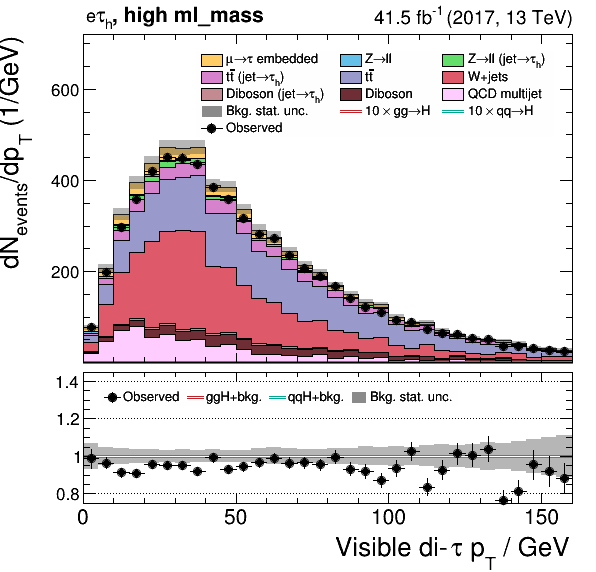 eτh, high ml_mass 41.5 fb-1 (2017, 13 TeV)
dNevents/dpT (1/GeV)
600
400
200
μ→τ embedded Z→ll Z→ll (jet→τh)
tt̄ (jet→τh) tt̄ W+jets
Diboson (jet→τh) Diboson QCD multijet
Bkg. stat. unc. 10 × gg→H 10 × qq→H
Observed
1.4
1.2
1
0.8
Observed ggH+bkg. qqH+bkg. Bkg. stat. unc.
0 50 100 150
Visible di-τ pT / GeV